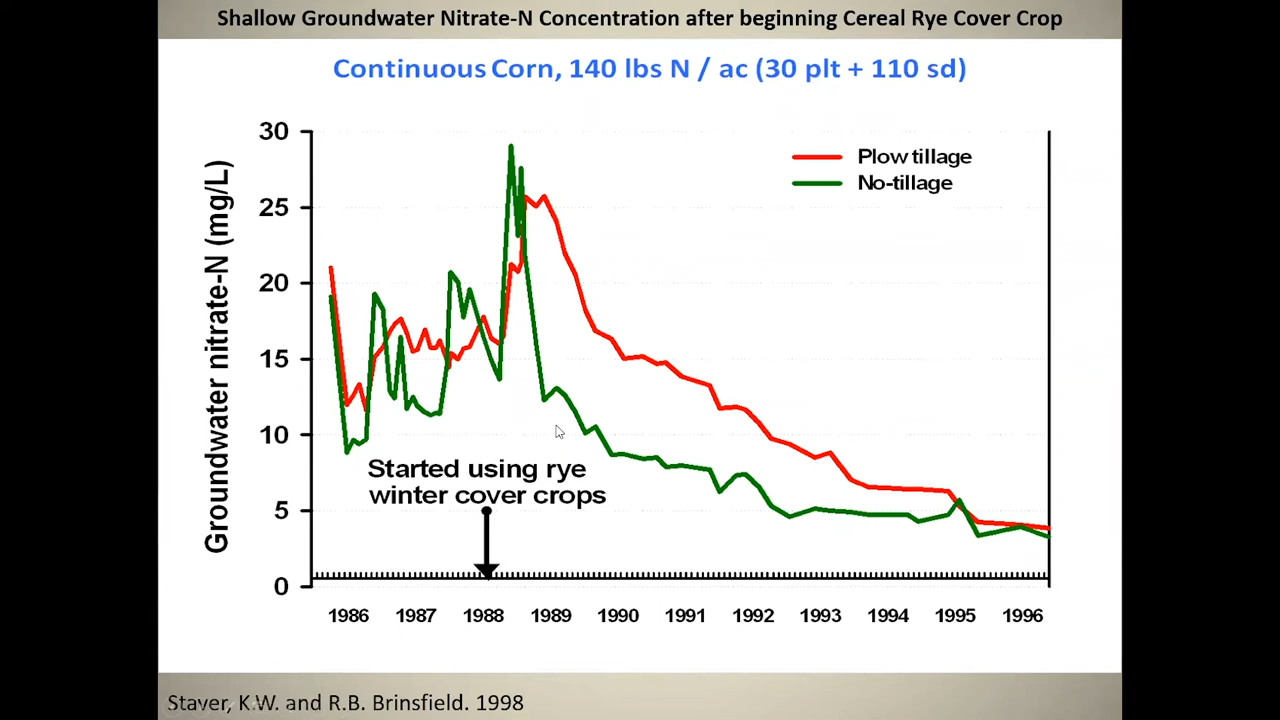 Shallow Groundwater Nitrate-N Concentration after beginning Cereal Rye Cover Crop
Continuous Corn, 140 lbs N / ac (30 plt + 110 sd)
Groundwater nitrate-N (mg/L)
30
25
20
15
10
5
0
Plow tillage
No-tillage
Started using rye
winter cover crops
1986 1987 1988 1989 1990 1991 1992 1993 1994 1995 1996
Staver, K.W. and R.B. Brinsfield. 1998